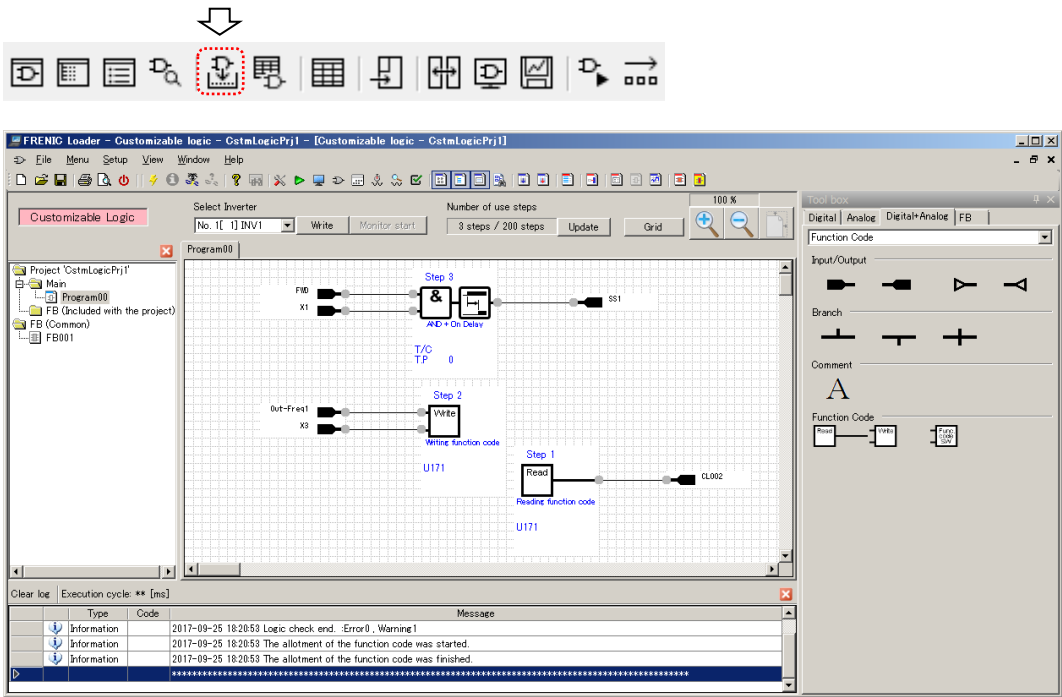 FRENIC Loader - Customizable logic - CstmLogicPrj1 - [Customizable logic - CstmLogicPrj1]
File Menu Setup View Window Help
Customizable Logic
Select Inverter
No. 1[ 1] INV1
Write
Monitor start
Number of use steps
3 steps / 200 steps
Update
Grid
100 %
Project 'CstmLogicPrj1'
Main
Program00
FB (Included with the project)
FB (Common)
FB001
Program00
Step 3
FWD
X1
&
AND + On Delay
SS1
T/C
T.P 0
Step 2
Out-Freq1
X3
Write
Writing function code
U171
Step 1
Read
Reading function code
CL002
U171
Tool box
Digital Analog Digital+Analog FB
Function Code
Input/Output
Branch
Comment
A
Function Code
Read
Write
Func. code SW
Clear log Execution cycle: ** [ms]
Type Code Message
Information 2017-09-25 18:20:53 Logic check end. :Error0 , Warning1
Information 2017-09-25 18:20:53 The allotment of the function code was started.
Information 2017-09-25 18:20:53 The allotment of the function code was finished.